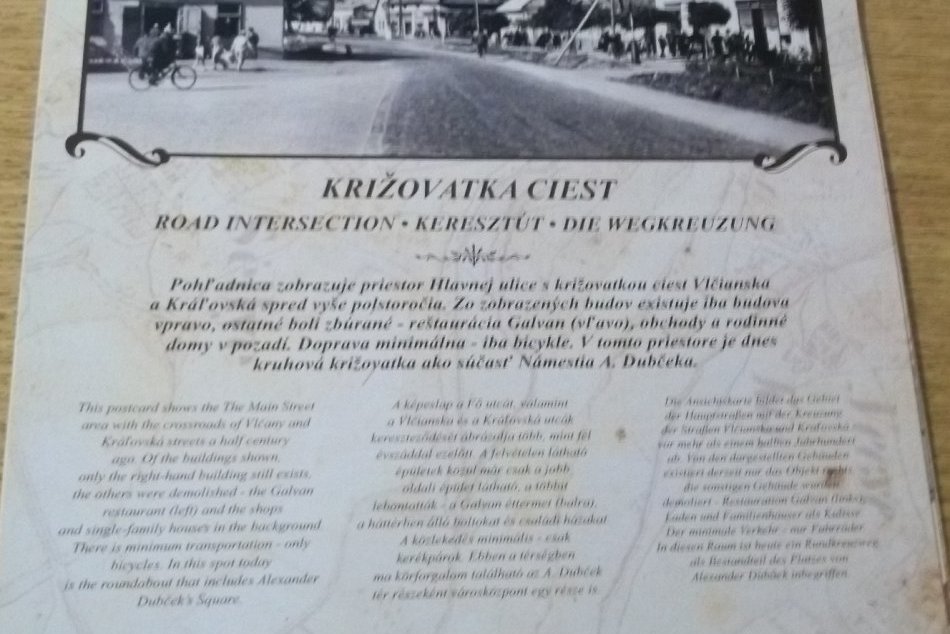 KRIŽOVATKA CIEST
ROAD INTERSECTION • KERESZTÚT • DIE WEGKREUZUNG
Pohľadnica zobrazuje priestor Hlavnej ulice s križovatkou ciest Vlčianska
a Kráľovská spred vyše polstoročia. Zo zobrazených budov existuje iba budova
vpravo, ostatné boli zbúrané - reštaurácia Galvan (vľavo), obchody a rodinné
domy v pozadí. Doprava minimálna - iba bicykle. V tomto priestore je dnes
kruhová križovatka ako súčasť Námestia A. Dubčeka.
This postcard shows the The Main Street
area with the crossroads of Vlčany and
Kráľovská streets a half century
ago. Of the buildings shown,
only the right-hand building still exists,
the others were demolished - the Galvan
restaurant (left) and the shops
and single-family houses in the background.
There is minimum transportation - only
bicycles. In this spot today
is the roundabout that includes Alexander
Dubček's Square.
A képeslap a Fő utcát, valamint
a Vlčianska és a Kráľovská utcák
kereszteződését ábrázolja több, mint fél
évszázddal ezelőtt. A felvételen látható
épületek közül már csak a jobb
oldali épület látható, a többit
lebontották - a Galvan éttermet (balra),
a háttérben álló boltokat és családi házakat.
A közlekedés minimális - csak
kerékpárok. Ebben a térségben
ma körforgalom található az A. Dubček
tér részeként városközpont egy része is.
Die Ansichtskarte bildet das Gebiet
der Hauptstraßen mit der Kreuzung
der Straßen Vlčianska und Kráľovská
vor mehr als einem halben Jahrhundert
ab. Von den dargestellten Gebäuden
existiert derzeit nur das Objekt rechts,
die sonstigen Gebäude wurden
demoliert - Restauration Galvan (links),
Läden und Familienhäuser als Kulisse.
Der minimale Verkehr - nur Fahrräder.
In diesen Raum ist heute ein Rundkreuzweg
als Bestandteil des Platzes von
Alexander Dubček inbegriffen.